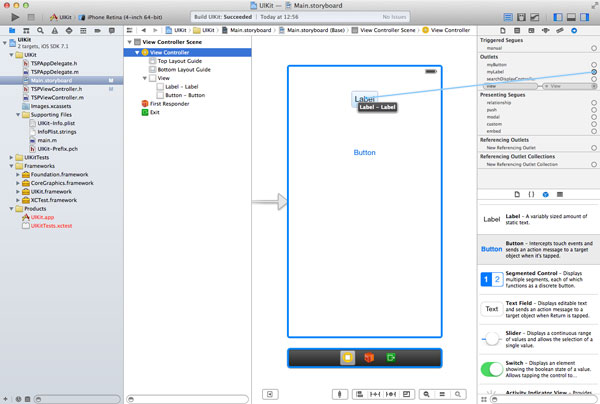 UIKit
iPhone Retina (4-inch 64-bit)
Build UIKit: Succeeded
Today at 12:56
No Issues
UIKit
UIKit
Main.storyboard
Main.storyboard (Base)
View Controller Scene
View Controller
UIKit
2 targets, iOS SDK 7.1
UIKit
TSPAppDelegate.h
TSPAppDelegate.m
Main.storyboard
TSPViewController.h
TSPViewController.m
Images.xcassets
Supporting Files
UIKit-Info.plist
InfoPlist.strings
main.m
UIKit-Prefix.pch
UIKitTests
Frameworks
Foundation.framework
CoreGraphics.framework
UIKit.framework
XCTest.framework
Products
UIKit.app
UIKitTests.xctest
View Controller Scene
View Controller
Top Layout Guide
Bottom Layout Guide
View
Label - Label
Button - Button
First Responder
Exit
Label
Label - Label
Button
Triggered Segues
manual
Outlets
myButton
myLabel
searchDisplayController
view
View
Presenting Segues
relationship
push
modal
custom
embed
Referencing Outlets
New Referencing Outlet
Referencing Outlet Collections
New Referencing Outlet Collection
Label
Label - A variably sized amount of
static text.
Button
Button - Intercepts touch events and
sends an action message to a
target object when it's tapped.
1 2
Segmented Control - Displays
multiple segments, each of which
functions as a discrete button.
Text
Text Field - Displays editable text
and sends an action message to a
target object when Return is tapped.
Slider - Displays a continuous range
of values and allows the selection of
a single value.
Switch - Displays an element
showing the boolean state of a value.
Allows tapping the control to...
Activity Indicator View - Provides